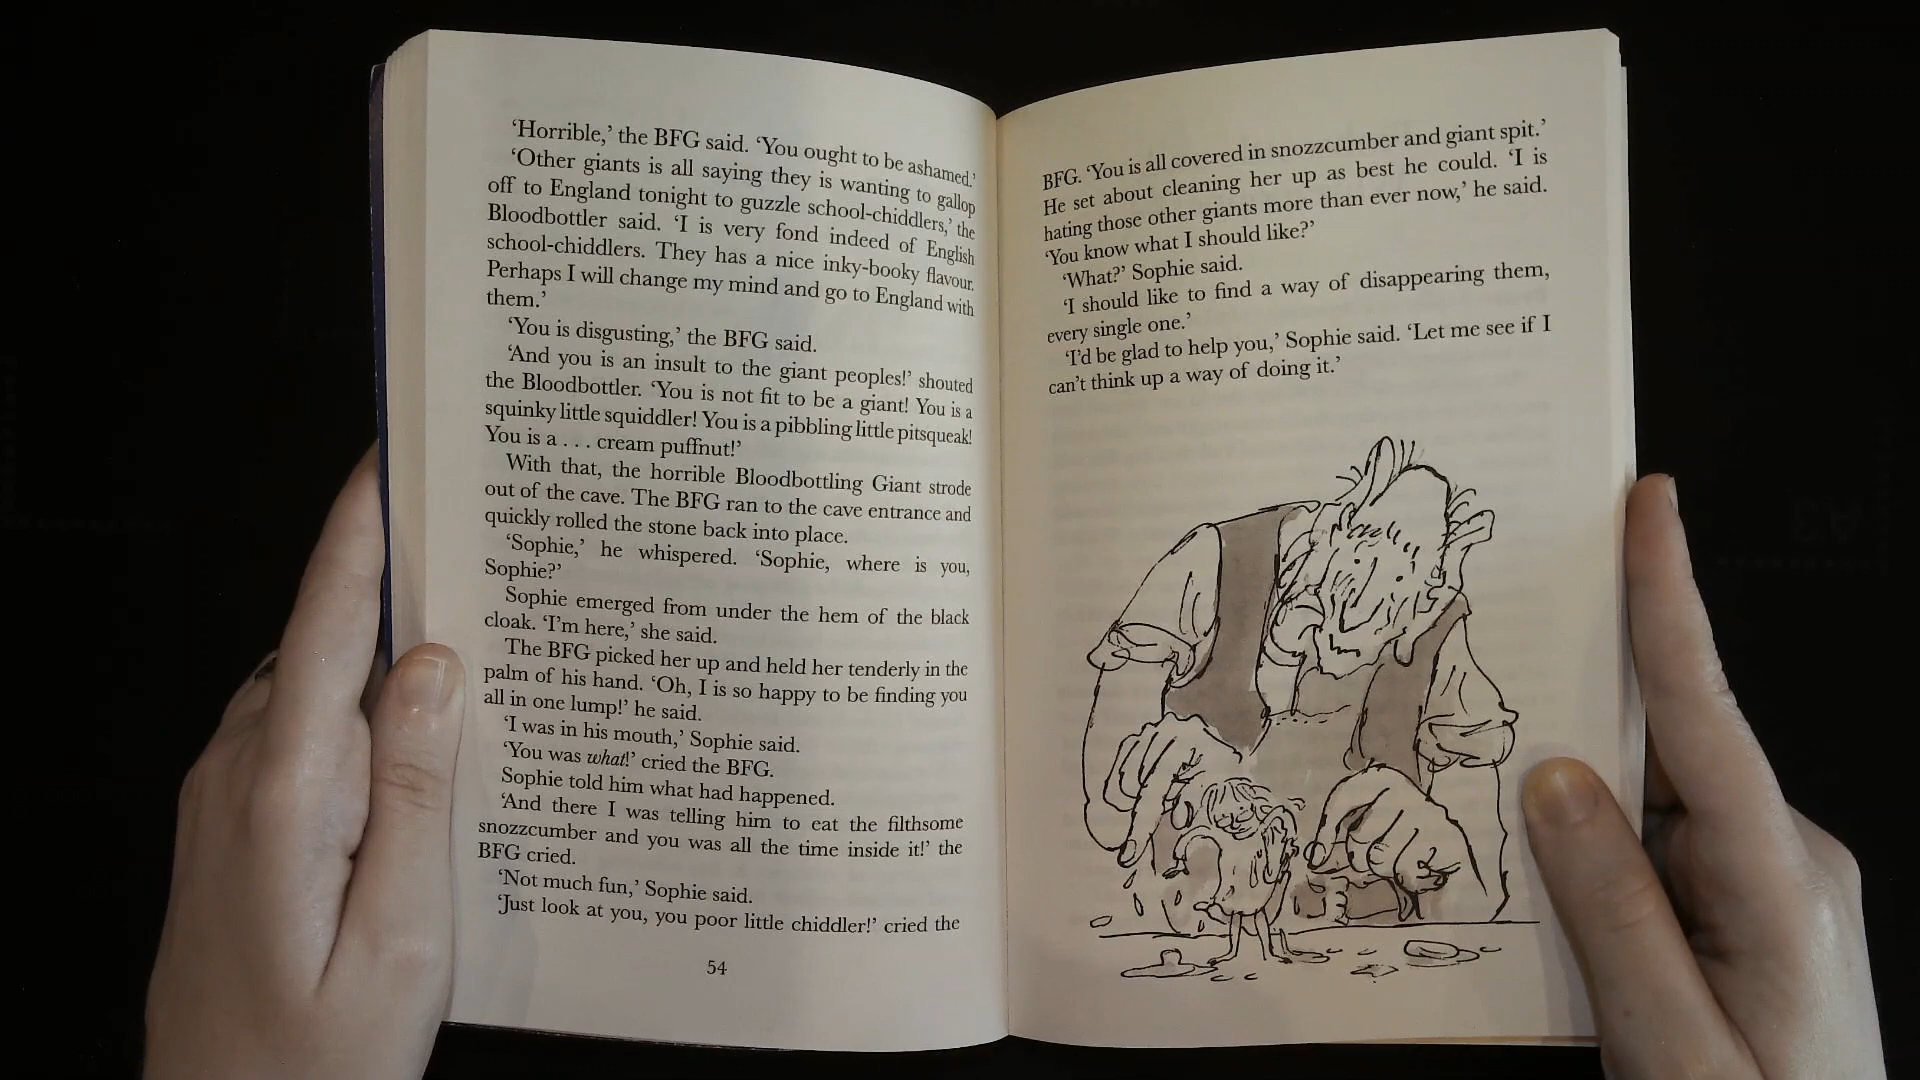 ‘Horrible,’ the BFG said. ‘You ought to be ashamed.’
‘Other giants is all saying they is wanting to gallop
off to England tonight to guzzle school-chiddlers,’ the
Bloodbottler said. ‘I is very fond indeed of English
school-chiddlers. They has a nice inky-booky flavour.
Perhaps I will change my mind and go to England with
them.’
‘You is disgusting,’ the BFG said.
‘And you is an insult to the giant peoples!’ shouted
the Bloodbottler. ‘You is not fit to be a giant! You is a
squinky little squiddler! You is a pibbling little pitsqueak!
You is a . . . cream puffnut!’
With that, the horrible Bloodbottling Giant strode
out of the cave. The BFG ran to the cave entrance and
quickly rolled the stone back into place.
‘Sophie,’ he whispered. ‘Sophie, where is you,
Sophie?’
Sophie emerged from under the hem of the black
cloak. ‘I’m here,’ she said.
The BFG picked her up and held her tenderly in the
palm of his hand. ‘Oh, I is so happy to be finding you
all in one lump!’ he said.
‘I was in his mouth,’ Sophie said.
‘You was what!’ cried the BFG.
Sophie told him what had happened.
‘And there I was telling him to eat the filthsome
snozzcumber and you was all the time inside it!’ the
BFG cried.
‘Not much fun,’ Sophie said.
‘Just look at you, you poor little chiddler!’ cried the
54
BFG. ‘You is all covered in snozzcumber and giant spit.’
He set about cleaning her up as best he could. ‘I is
hating those other giants more than ever now,’ he said.
‘You know what I should like?’
‘What?’ Sophie said.
‘I should like to find a way of disappearing them,
every single one.’
‘I’d be glad to help you,’ Sophie said. ‘Let me see if I
can’t think up a way of doing it.’